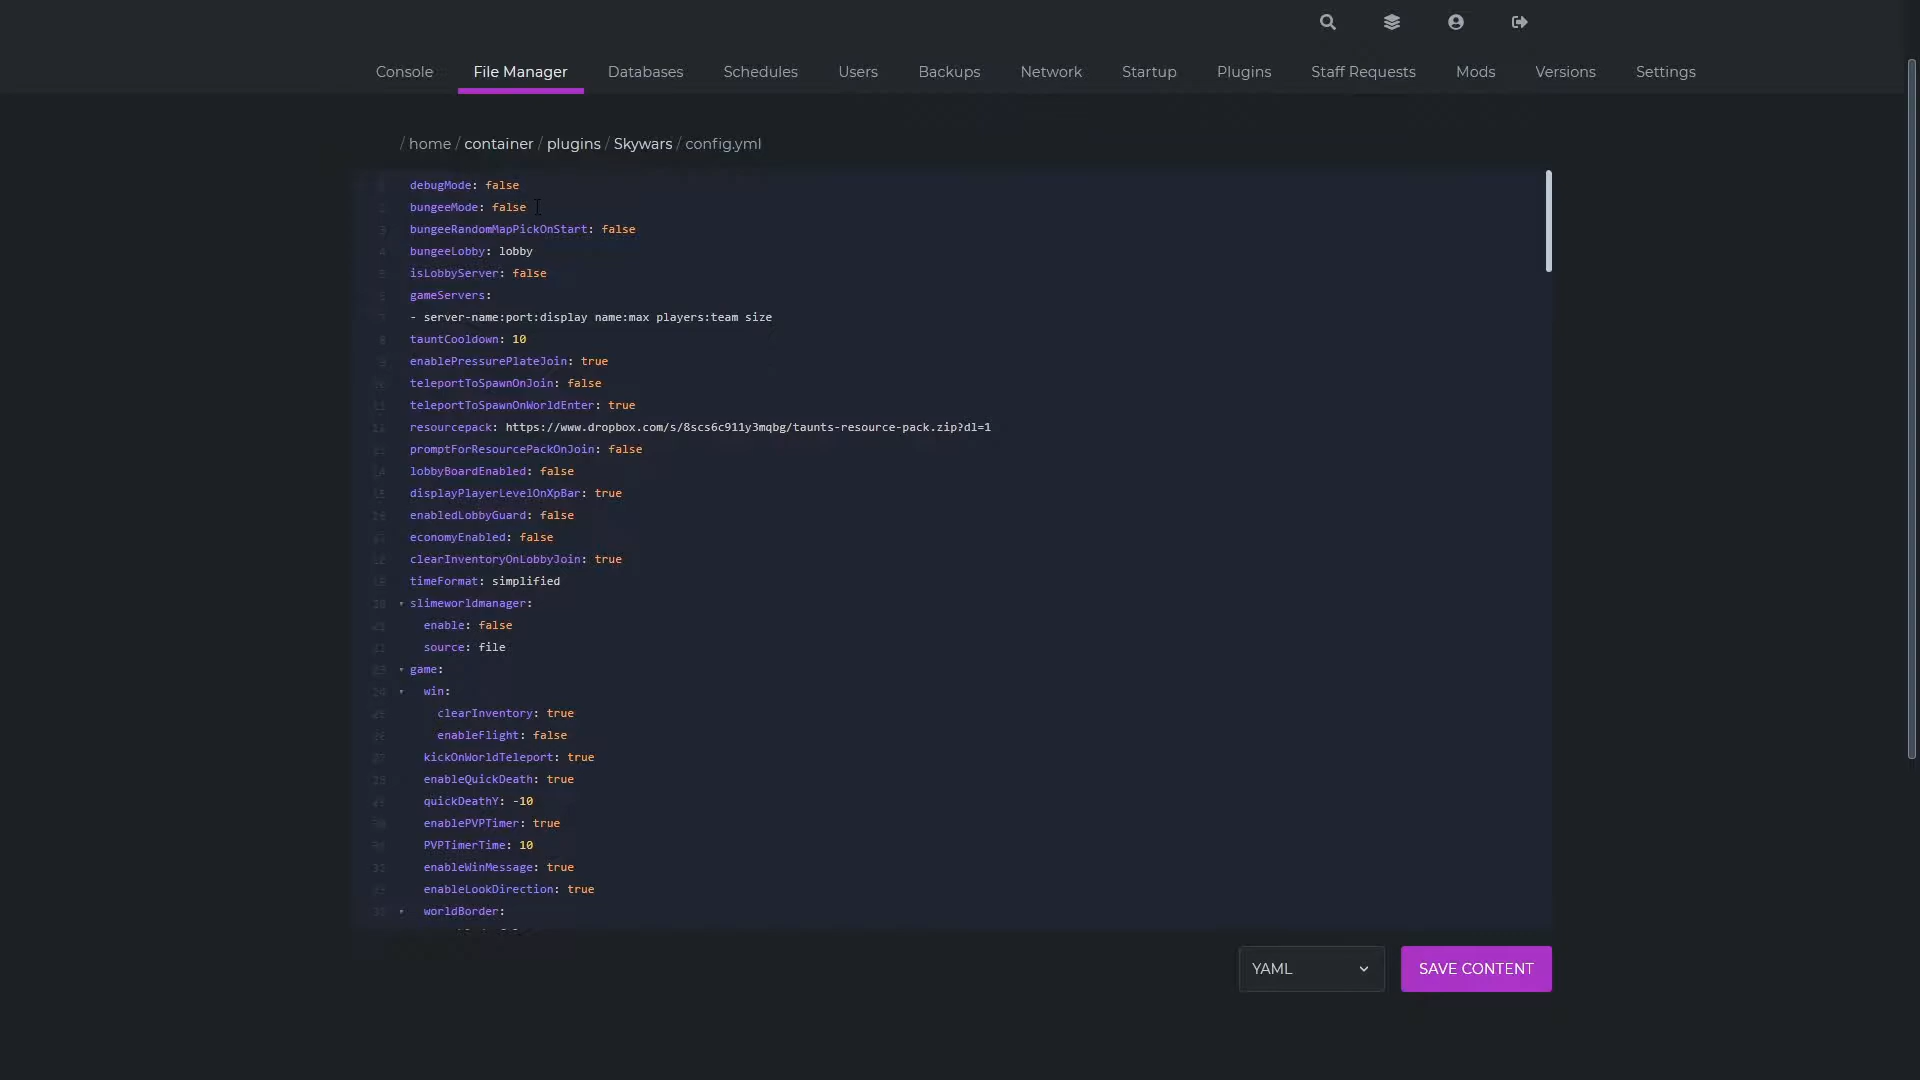 Console File Manager Databases Schedules Users Backups Network Startup Plugins Staff Requests Mods Versions Settings
/ home / container / plugins / Skywars / config.yml
debugMode: false
bungeeMode: false
bungeeRandomMapPickOnStart: false
bungeeLobby: lobby
isLobbyServer: false
gameServers:
- server-name:port:display name:max players:team size
tauntCooldown: 10
enablePressurePlateJoin: true
teleportToSpawnOnJoin: false
teleportToSpawnOnWorldEnter: true
resourcepack: https://www.dropbox.com/s/8scs6c911y3mqbg/taunts-resource-pack.zip?dl=1
promptForResourcePackOnJoin: false
lobbyBoardEnabled: false
displayPlayerLevelOnXpBar: true
enabledLobbyGuard: false
economyEnabled: false
clearInventoryOnLobbyJoin: true
timeFormat: simplified
slimeworldmanager:
enable: false
source: file
game:
win:
clearInventory: true
enableFlight: false
kickOnWorldTeleport: true
enableQuickDeath: true
quickDeathY: -10
enablePVPTimer: true
PVPTimerTime: 10
enableWinMessage: true
enableLookDirection: true
worldBorder:
YAML
SAVE CONTENT